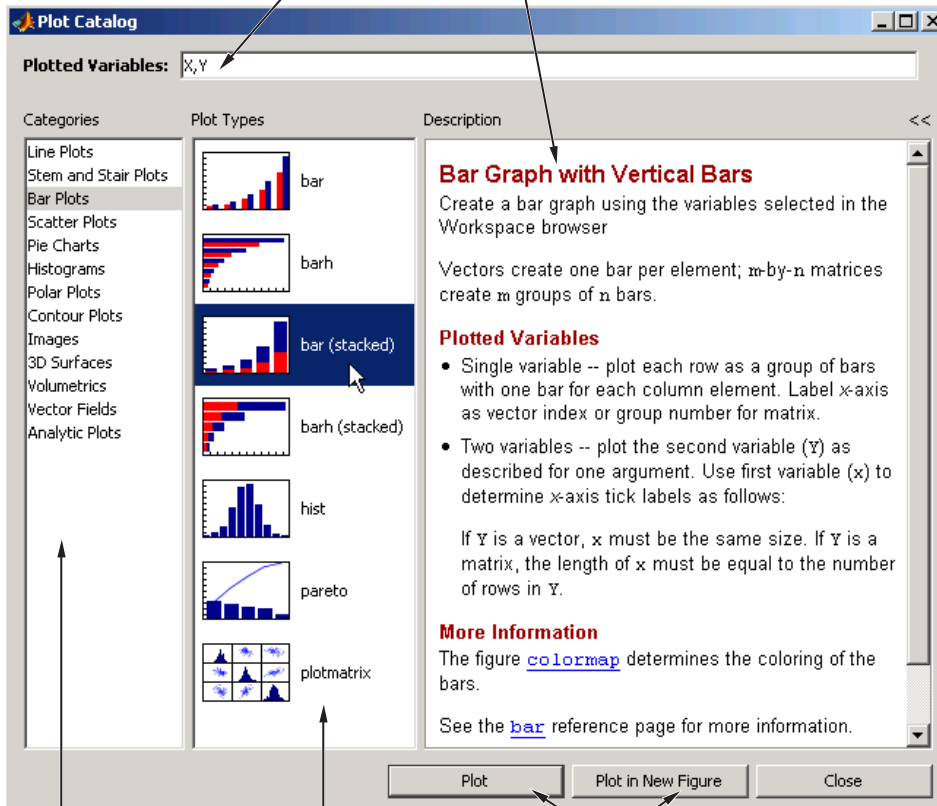 Plot Catalog
Plotted Variables: X,Y
Categories
Plot Types
Description
<<
Line Plots
Stem and Stair Plots
Bar Plots
Scatter Plots
Pie Charts
Histograms
Polar Plots
Contour Plots
Images
3D Surfaces
Volumetrics
Vector Fields
Analytic Plots
bar
barh
bar (stacked)
barh (stacked)
hist
pareto
plotmatrix
Bar Graph with Vertical Bars
Create a bar graph using the variables selected in the
Workspace browser
Vectors create one bar per element; m-by-n matrices
create m groups of n bars.
Plotted Variables
• Single variable -- plot each row as a group of bars
with one bar for each column element. Label x-axis
as vector index or group number for matrix.
• Two variables -- plot the second variable (Y) as
described for one argument. Use first variable (x) to
determine x-axis tick labels as follows:
If Y is a vector, x must be the same size. If Y is a
matrix, the length of x must be equal to the number
of rows in Y.
More Information
The figure colormap determines the coloring of the
bars.
See the bar reference page for more information.
Plot
Plot in New Figure
Close